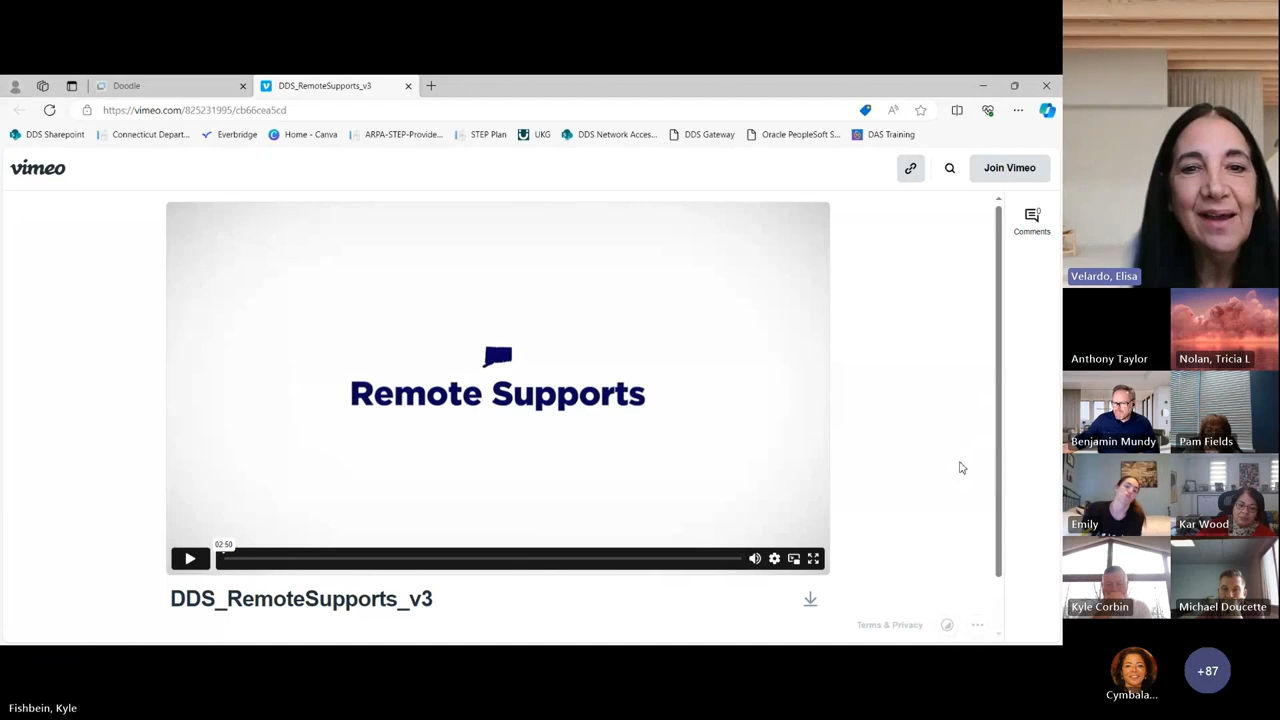 Doodle
DDS_RemoteSupports_v3
https://vimeo.com/825231995/cb66cea5cd
DDS Sharepoint
Connecticut Depart...
Everbridge
Home - Canva
ARPA-STEP-Provide...
STEP Plan
UKG
DDS Network Acces...
DDS Gateway
Oracle PeopleSoft S...
DAS Training
vimeo
Join Vimeo
0
Comments
Remote Supports
02:50
DDS_RemoteSupports_v3
Terms & Privacy
Velardo, Elisa
Anthony Taylor
Nolan, Tricia L
Benjamin Mundy
Pam Fields
Emily
Kar Wood
Kyle Corbin
Michael Doucette
Cymbala...
+87
Fishbein, Kyle